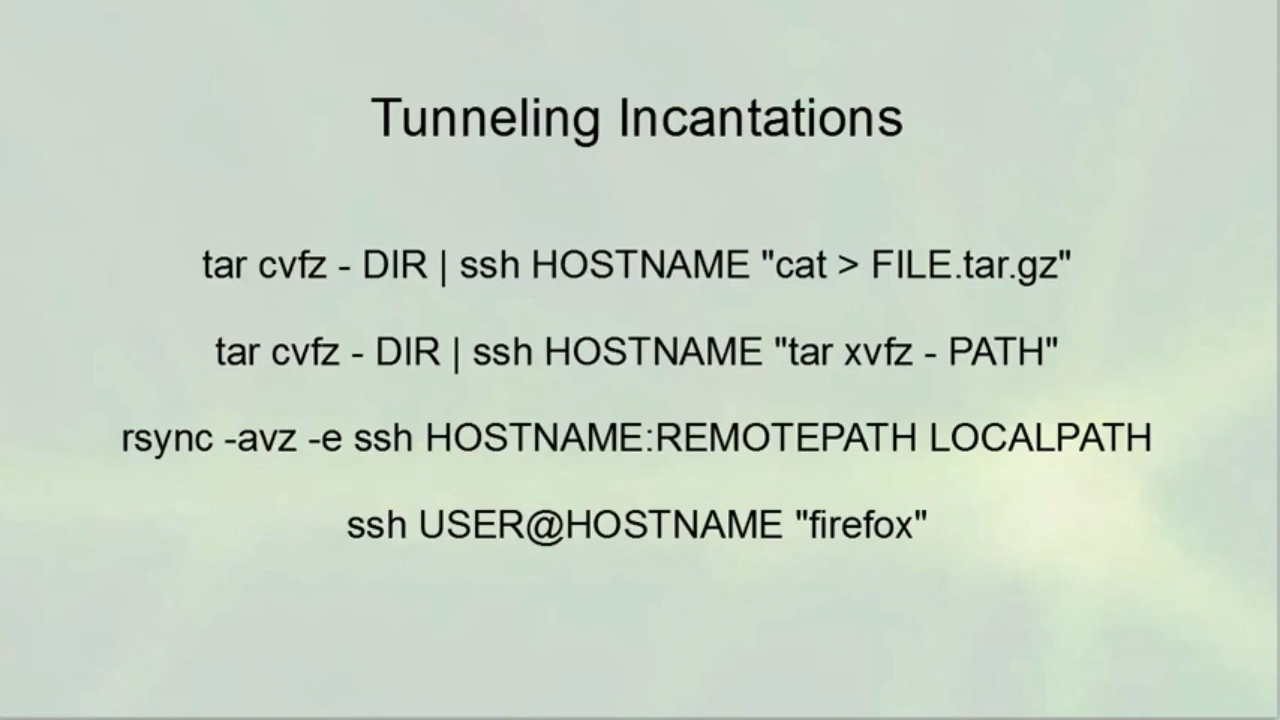 Tunneling Incantations
tar cvfz - DIR | ssh HOSTNAME "cat > FILE.tar.gz"
tar cvfz - DIR | ssh HOSTNAME "tar xvfz - PATH"
rsync -avz -e ssh HOSTNAME:REMOTEPATH LOCALPATH
ssh USER@HOSTNAME "firefox"